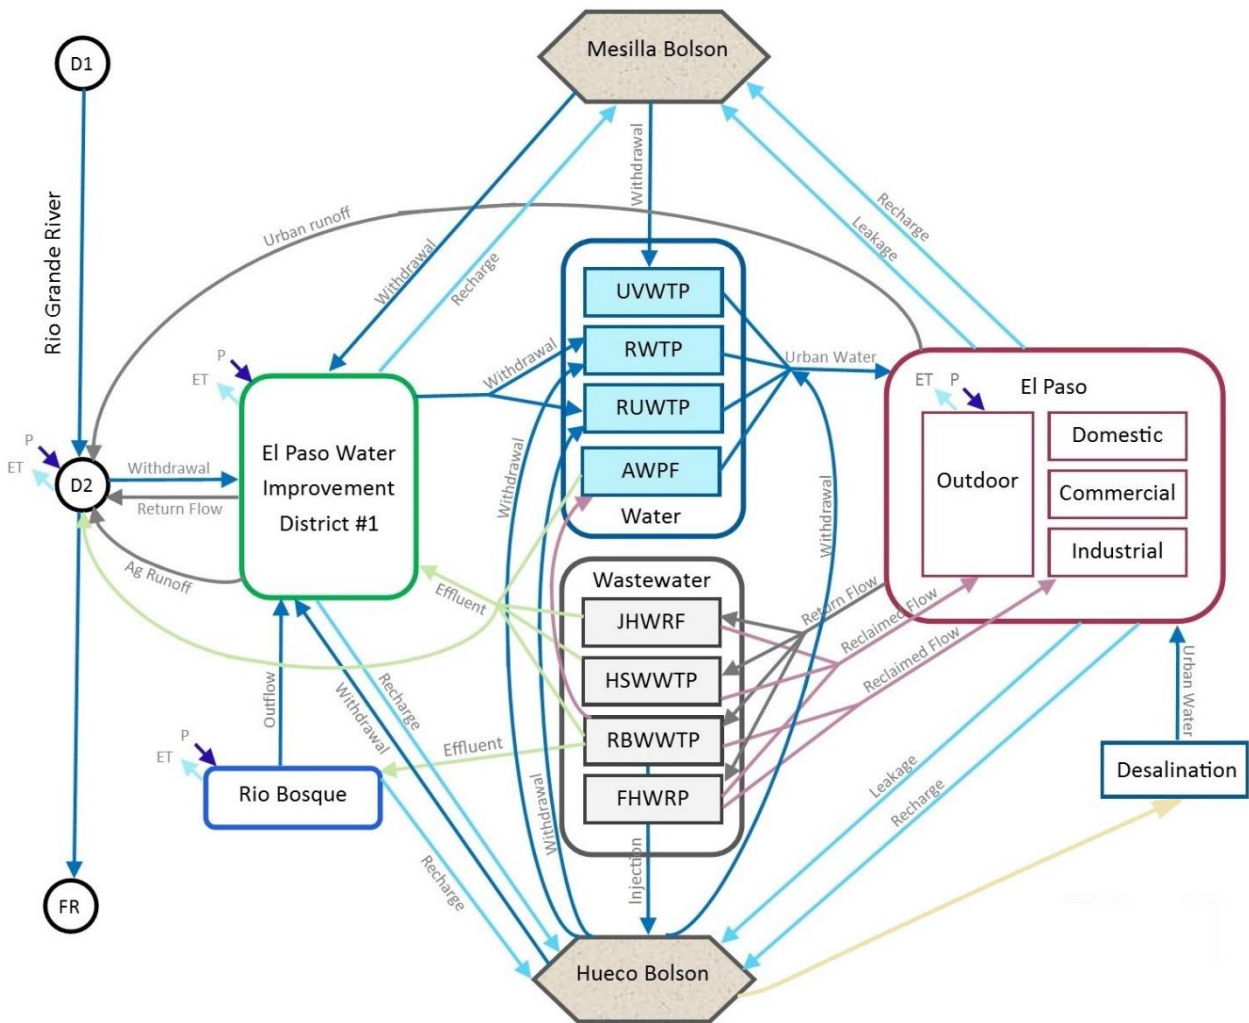 Mesilla Bolson
D1
Rio Grande River
Withdrawal
Recharge
Withdrawal
Leakage
Recharge
Urban runoff
UVWTP
RWTP
RUWTP
AWPF
Water
Withdrawal
Urban Water
P
ET
El Paso Water
Improvement
District #1
P
ET
D2
Withdrawal
Return Flow
Ag Runoff
El Paso
ET
P
Outdoor
Domestic
Commercial
Industrial
Withdrawal
Withdrawal
Effluent
Wastewater
JHWRF
HSWWTP
RBWWTP
FHWRP
Return Flow
Reclaimed Flow
Reclaimed Flow
Outflow
Withdrawal
Recharge
Effluent
P
ET
Rio Bosque
Recharge
Withdrawal
Injection
Leakage
Recharge
Urban Water
Desalination
FR
Hueco Bolson